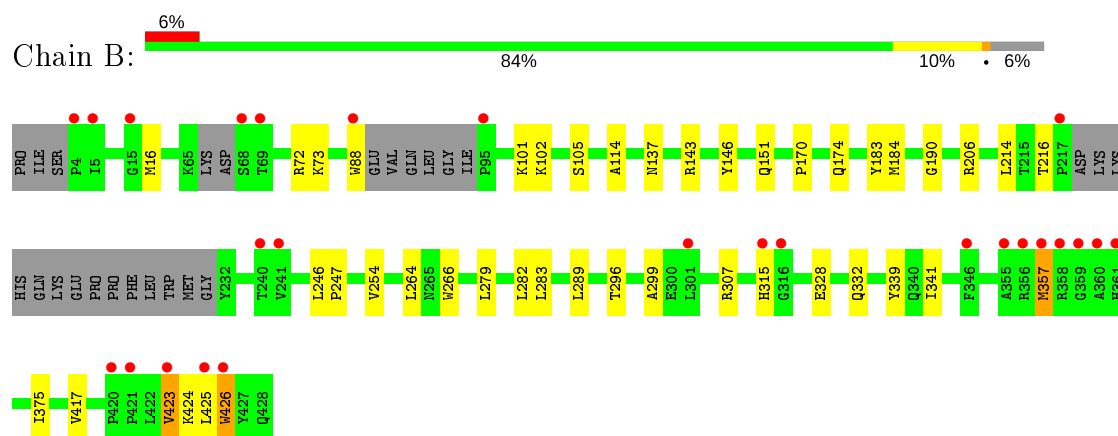 6%
Chain B:
84% 10% • 6%
PRO ILE SER P4 I5 G15 M16 K65 LYS ASP S68 T69 R72 K73 W88 GLU VAL GLN LEU GLY ILE P95 K101 K102 S105 A114 N137 R143 Y146 Q151 P170 Q174 Y183 M184 G190 R206 L214 T215 T216 P217 ASP LYS LYS
HIS GLN LYS GLU PRO PRO PHE LEU TRP MET GLY Y232 T240 V241 L246 P247 V254 L264 N265 W266 L279 L282 L283 L289 T296 A299 E300 L301 R307 H315 G316 E328 Q332 Y339 Q340 I341 F346 A355 R356 M357 R358 G359 A360 H361
I375 V417 P420 P421 L422 V423 K424 L425 W426 Y427 Q428